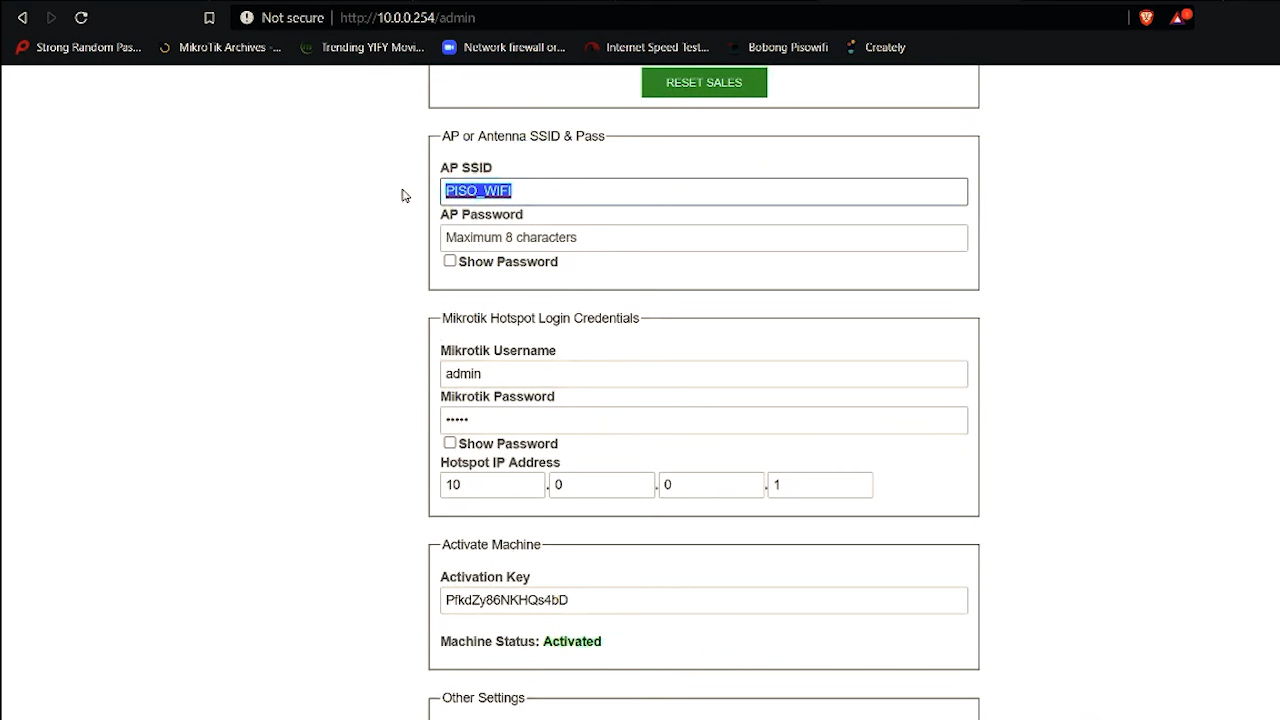 Not secure http://10.0.0.254/admin
Strong Random Pas... MikroTik Archives -... Trending YIFY Movi... Network firewall or... Internet Speed Test... Bobong Pisowifi Creately
RESET SALES
AP or Antenna SSID & Pass
AP SSID
PISO_WIFI
AP Password
Maximum 8 characters
Show Password
Mikrotik Hotspot Login Credentials
Mikrotik Username
admin
Mikrotik Password
•••••
Show Password
Hotspot IP Address
10 . 0 . 0 . 1
Activate Machine
Activation Key
PfkdZy86NKHQs4bD
Machine Status: Activated
Other Settings